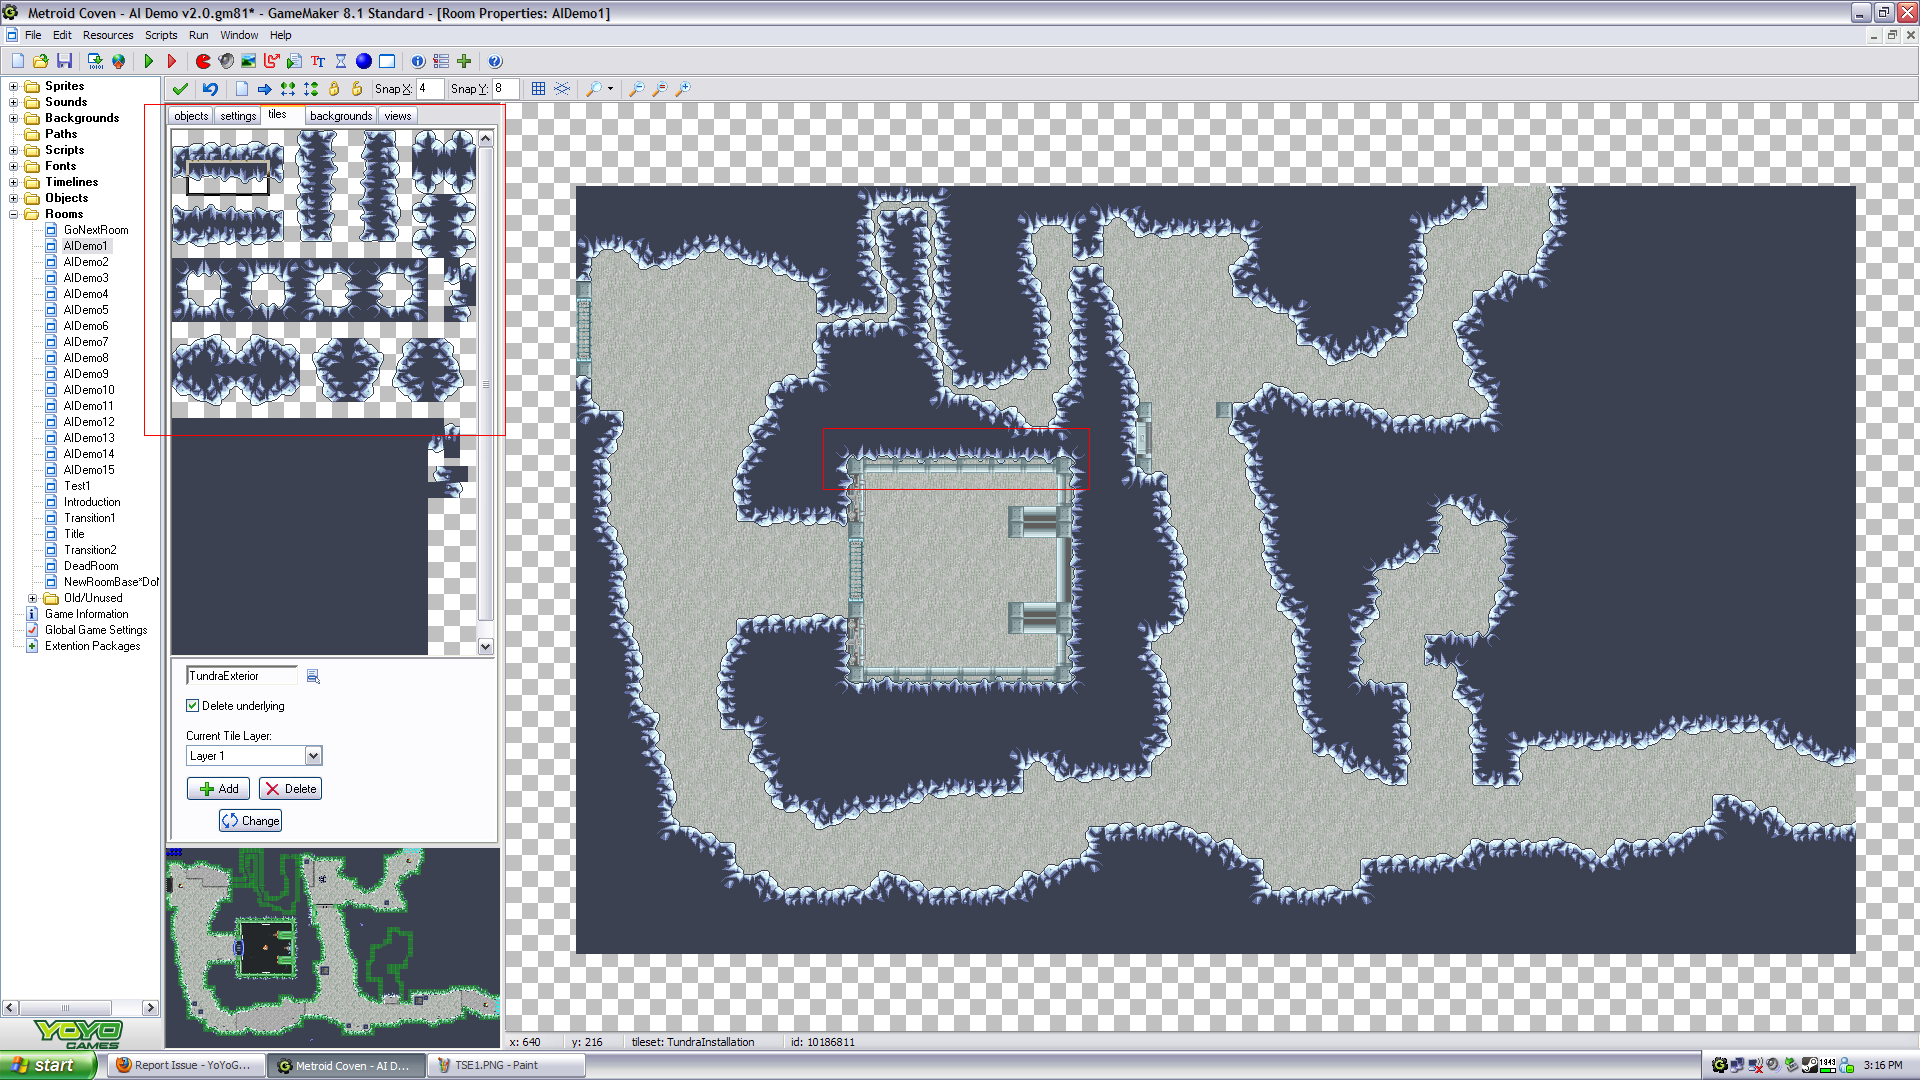 Metroid Coven - AI Demo v2.0.gm81* - GameMaker 8.1 Standard - [Room Properties: AIDemo1]
File Edit Resources Scripts Run Window Help
Snap X: 4 Snap Y: 8
objects settings tiles backgrounds views
Sprites
Sounds
Backgrounds
Paths
Scripts
Fonts
Timelines
Objects
Rooms
GoNextRoom
AIDemo1
AIDemo2
AIDemo3
AIDemo4
AIDemo5
AIDemo6
AIDemo7
AIDemo8
AIDemo9
AIDemo10
AIDemo11
AIDemo12
AIDemo13
AIDemo14
AIDemo15
Test1
Introduction
Transition1
Title
Transition2
DeadRoom
NewRoomBase*Do
Old/Unused
Game Information
Global Game Settings
Extention Packages
TundraExterior
Delete underlying
Current Tile Layer:
Layer 1
Add Delete
Change
YOYO
GAMES
x: 640 y: 216 tileset: TundraInstallation id: 10186811
start Report Issue - YoYoG... Metroid Coven - AI D... TSE1.PNG - Paint 3:16 PM